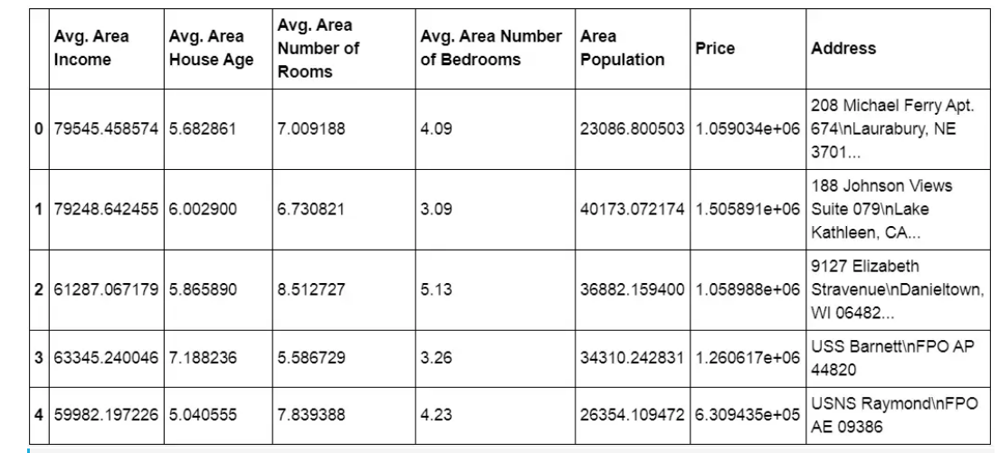 Avg. Area Income Avg. Area House Age Avg. Area Number of Rooms Avg. Area Number of Bedrooms Area Population Price Address
0 79545.458574 5.682861 7.009188 4.09 23086.800503 1.059034e+06 208 Michael Ferry Apt. 674\nLaurabury, NE 3701...
1 79248.642455 6.002900 6.730821 3.09 40173.072174 1.505891e+06 188 Johnson Views Suite 079\nLake Kathleen, CA...
2 61287.067179 5.865890 8.512727 5.13 36882.159400 1.058988e+06 9127 Elizabeth Stravenue\nDanieltown, WI 06482...
3 63345.240046 7.188236 5.586729 3.26 34310.242831 1.260617e+06 USS Barnett\nFPO AP 44820
4 59982.197226 5.040555 7.839388 4.23 26354.109472 6.309435e+05 USNS Raymond\nFPO AE 09386